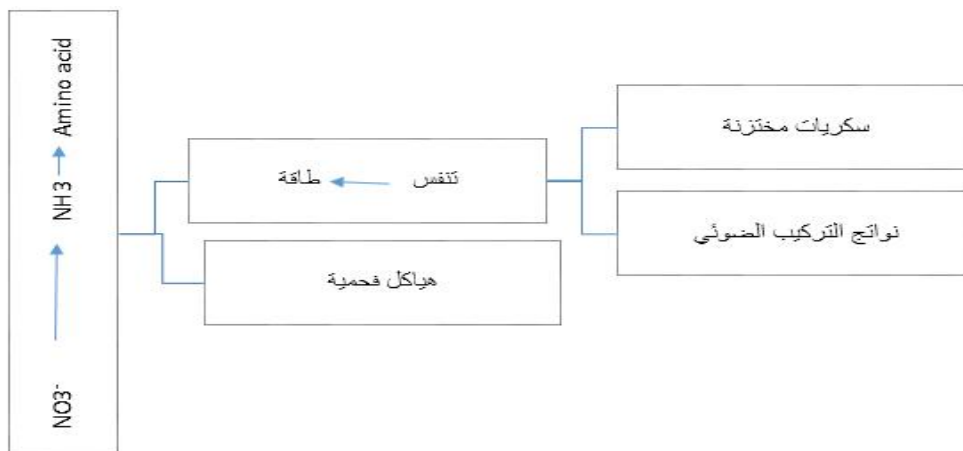 سكريات مختزنة
تنفس ← طاقة
نواتج التركيب الضوئي
هياكل فحمية
NO3- → NH3 → Amino acid